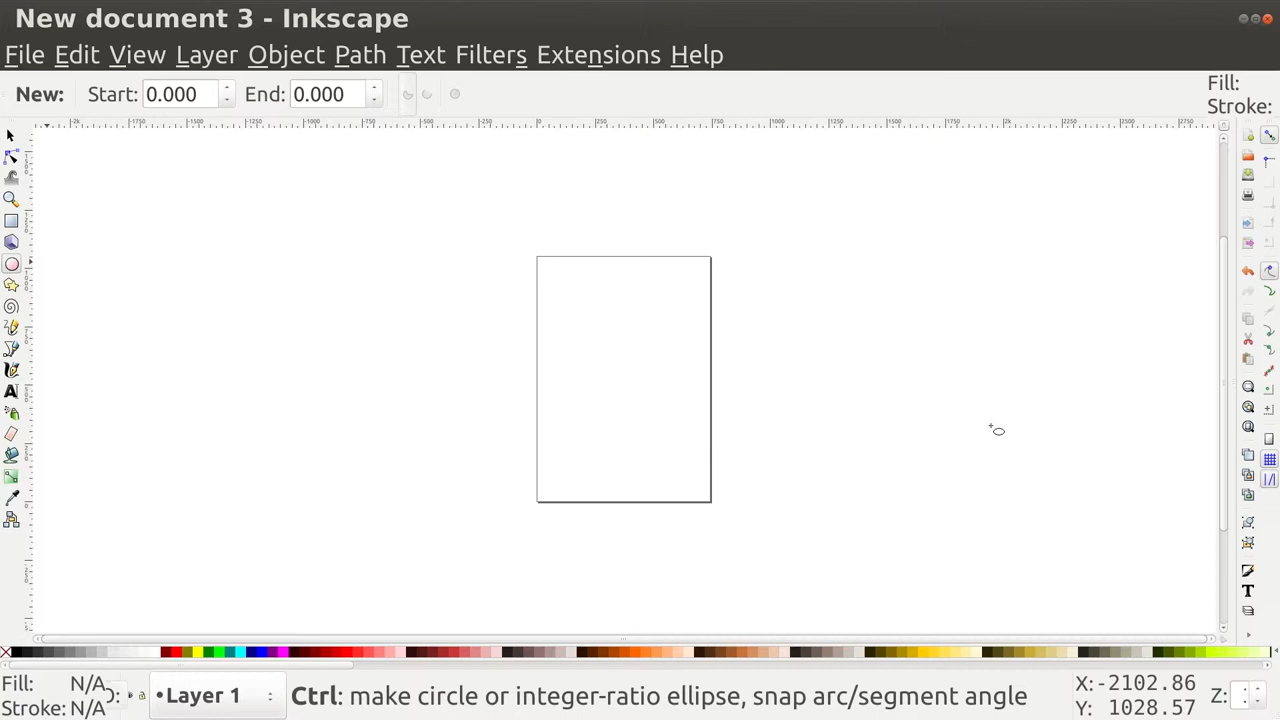 New document 3 - Inkscape
File Edit View Layer Object Path Text Filters Extensions Help
New: Start: 0.000 End: 0.000
Fill:
Stroke:
Fill: N/A
Stroke: N/A
O:
•Layer 1
Ctrl: make circle or integer-ratio ellipse, snap arc/segment angle
X: -2102.86
Y: 1028.57
Z: